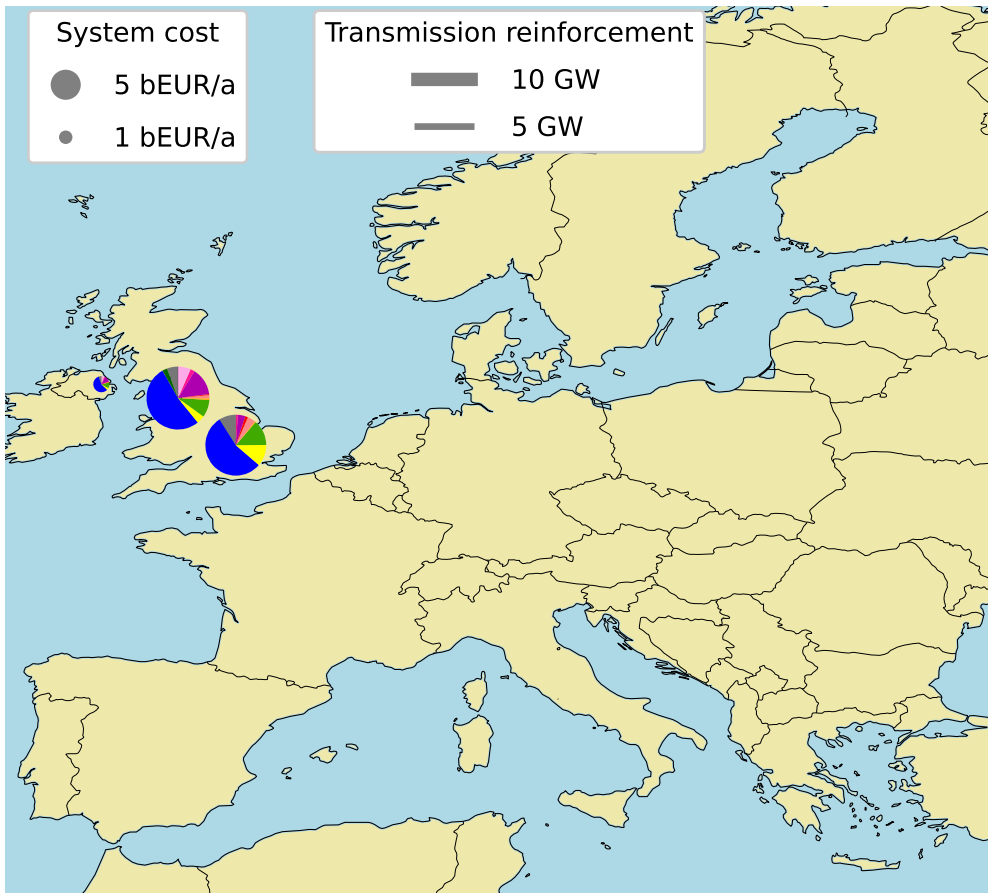 System cost
5 bEUR/a
1 bEUR/a
Transmission reinforcement
10 GW
5 GW